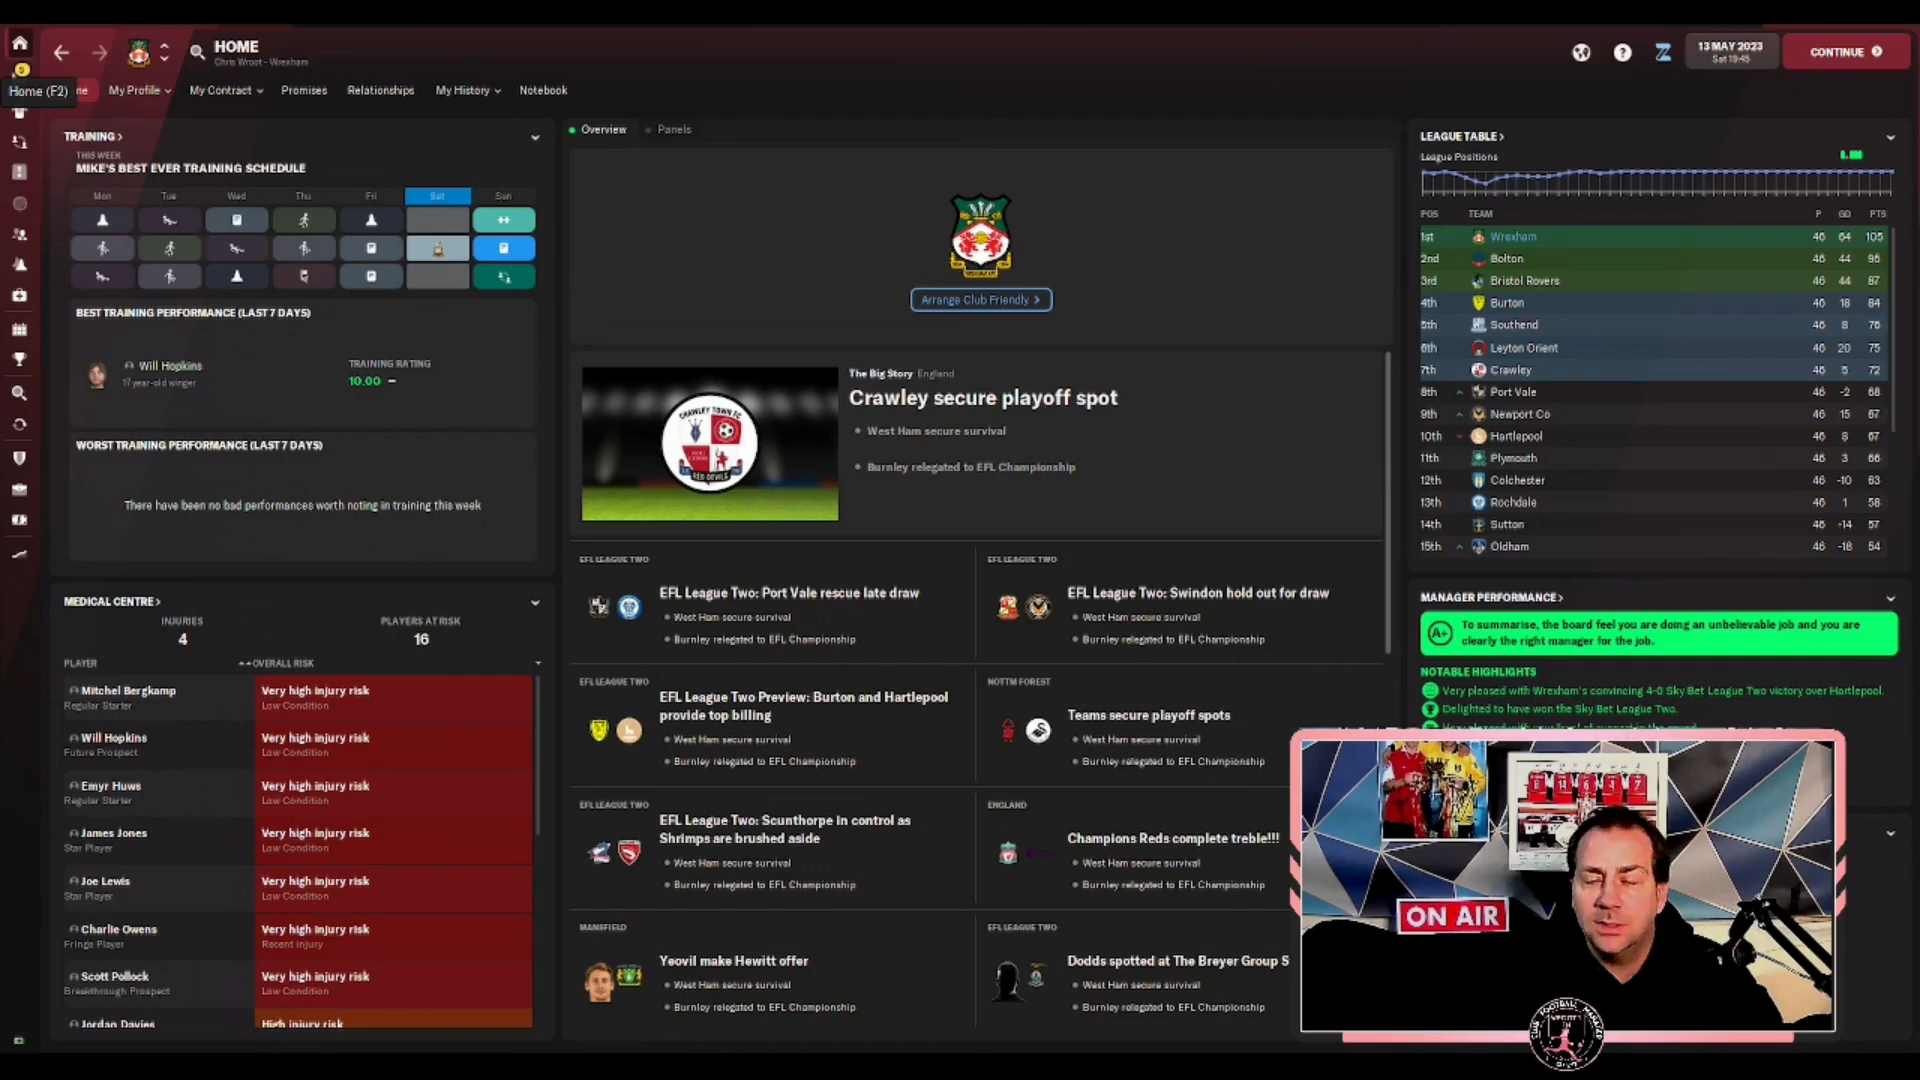 HOME
Chris Wroot - Wrexham
13 MAY 2023
Sat 19:45
CONTINUE
Home (F2)
me
My Profile
My Contract
Promises
Relationships
My History
Notebook
TRAINING >
THIS WEEK
MIKE'S BEST EVER TRAINING SCHEDULE
Mon Tue Wed Thu Fri Sat Sun
BEST TRAINING PERFORMANCE (LAST 7 DAYS)
Will Hopkins
17 year-old winger
TRAINING RATING
10.00 -
WORST TRAINING PERFORMANCE (LAST 7 DAYS)
There have been no bad performances worth noting in training this week
MEDICAL CENTRE >
INJURIES
4
PLAYERS AT RISK
16
PLAYER OVERALL RISK
Mitchel Bergkamp Very high injury risk
Regular Starter Low Condition
Will Hopkins Very high injury risk
Future Prospect Low Condition
Emyr Huws Very high injury risk
Regular Starter Low Condition
James Jones Very high injury risk
Star Player Low Condition
Joe Lewis Very high injury risk
Star Player Low Condition
Charlie Owens Very high injury risk
Fringe Player Recent injury
Scott Pollock Very high injury risk
Breakthrough Prospect Low Condition
Jordan Davies High injury risk
Overview Panels
Arrange Club Friendly >
The Big Story England
Crawley secure playoff spot
West Ham secure survival
Burnley relegated to EFL Championship
CRAWLEY TOWN FC
RED DEVILS
EFL LEAGUE TWO
EFL League Two: Port Vale rescue late draw
West Ham secure survival
Burnley relegated to EFL Championship
EFL LEAGUE TWO
EFL League Two: Swindon hold out for draw
West Ham secure survival
Burnley relegated to EFL Championship
EFL LEAGUE TWO
EFL League Two Preview: Burton and Hartlepool
provide top billing
West Ham secure survival
Burnley relegated to EFL Championship
NOTTM FOREST
Teams secure playoff spots
West Ham secure survival
Burnley relegated to EFL Championship
EFL LEAGUE TWO
EFL League Two: Scunthorpe in control as
Shrimps are brushed aside
West Ham secure survival
Burnley relegated to EFL Championship
ENGLAND
Champions Reds complete treble!!!
West Ham secure survival
Burnley relegated to EFL Championship
MANSFIELD
Yeovil make Hewitt offer
West Ham secure survival
Burnley relegated to EFL Championship
EFL LEAGUE TWO
Dodds spotted at The Breyer Group S
West Ham secure survival
Burnley relegated to EFL Championship
LEAGUE TABLE >
League Positions
POS TEAM P GD PTS
1st Wrexham 46 64 105
2nd Bolton 46 44 95
3rd Bristol Rovers 46 44 87
4th Burton 46 18 84
5th Southend 46 8 76
6th Leyton Orient 46 20 75
7th Crawley 46 5 72
8th Port Vale 46 -2 68
9th Newport Co 46 15 67
10th Hartlepool 46 8 67
11th Plymouth 46 3 66
12th Colchester 46 -10 63
13th Rochdale 46 1 58
14th Sutton 46 -14 57
15th Oldham 46 -18 54
MANAGER PERFORMANCE >
A+
To summarise, the board feel you are doing an unbelievable job and you are
clearly the right manager for the job.
NOTABLE HIGHLIGHTS
Very pleased with Wrexham's convincing 4-0 Sky Bet League Two victory over Hartlepool.
Delighted to have won the Sky Bet League Two.
ON AIR